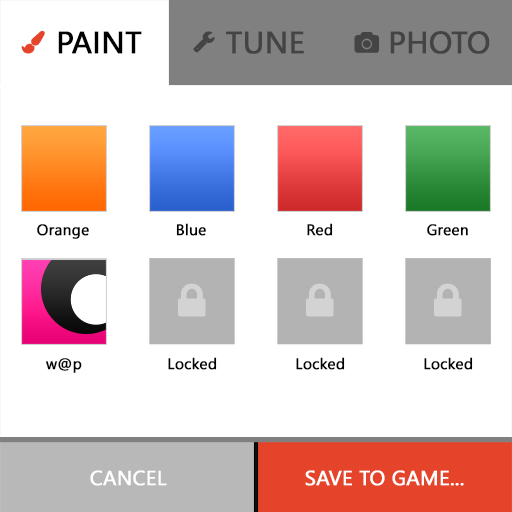 PAINT TUNE PHOTO
Orange Blue Red Green
w@p Locked Locked Locked
CANCEL SAVE TO GAME...